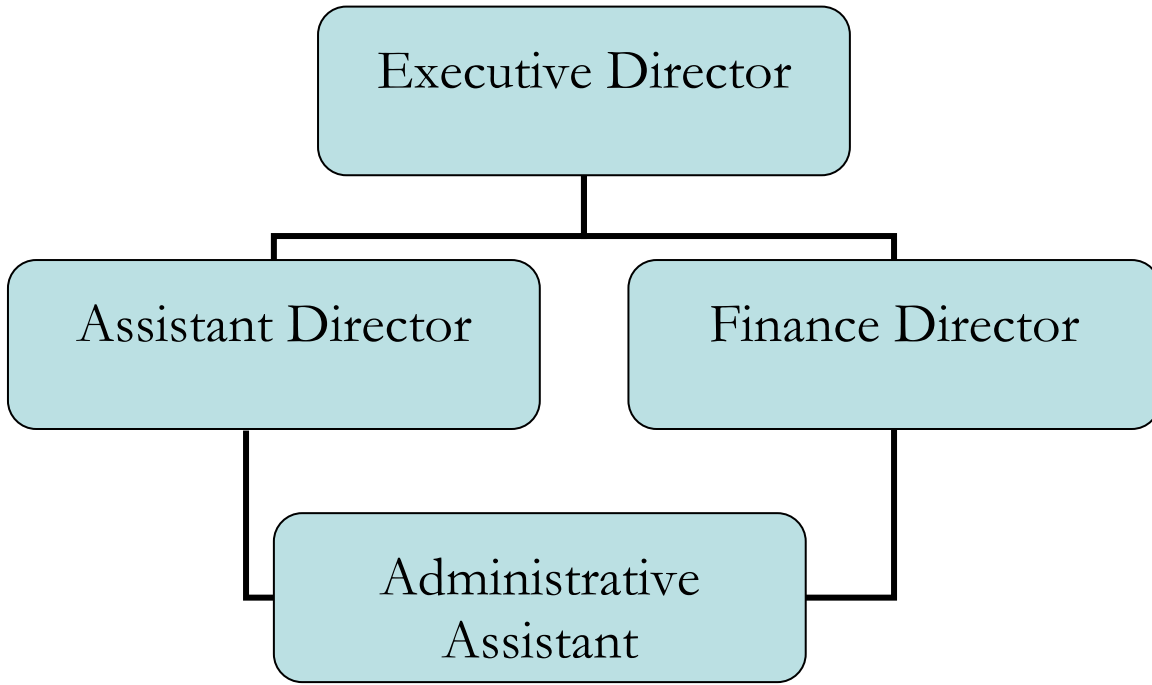 Executive Director
Assistant Director
Finance Director
Administrative
Assistant